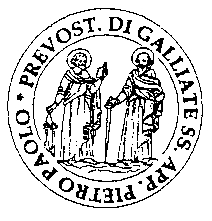 * PREVOST. DI GALLIATE SS. APP. PIETRO PAOLO